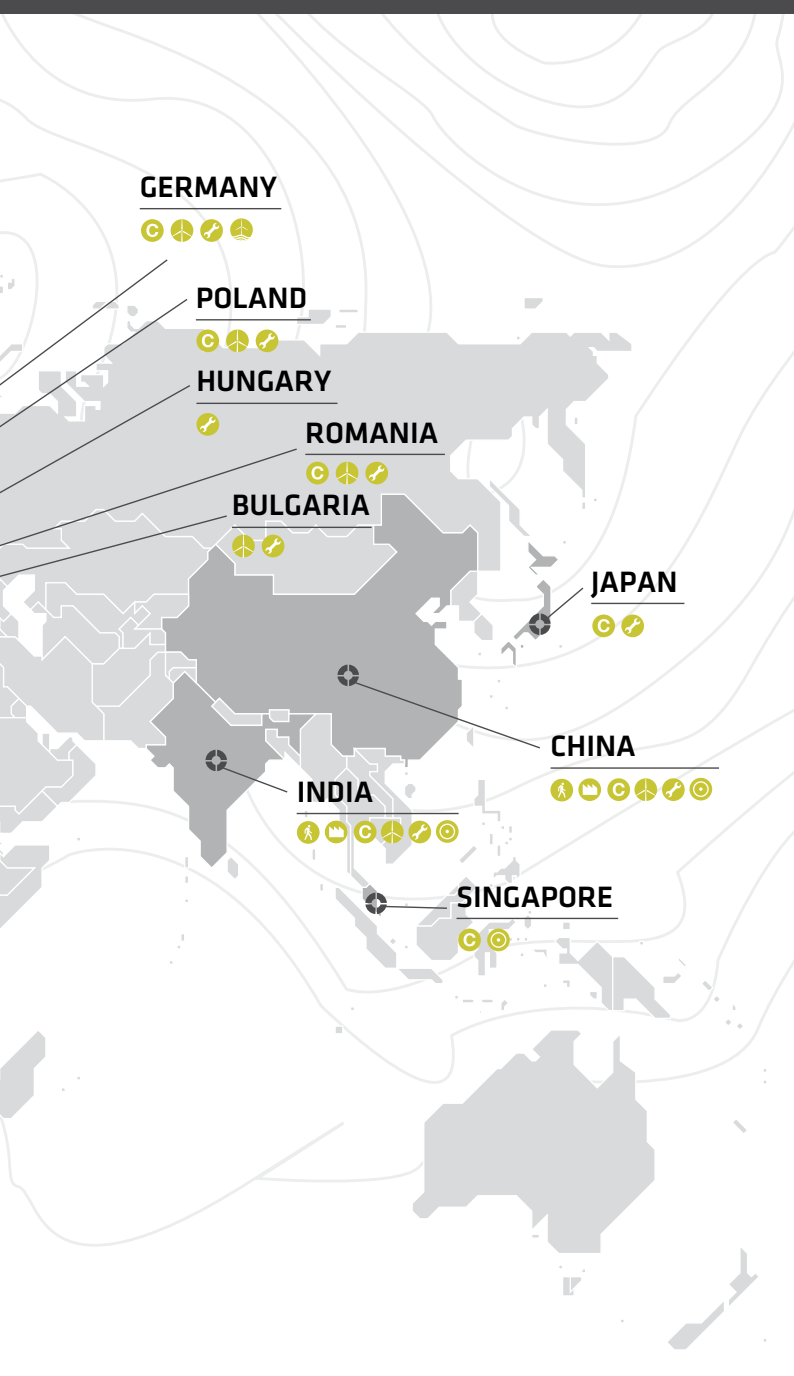 GERMANY
C
POLAND
C
HUNGARY
ROMANIA
C
BULGARIA
JAPAN
C
CHINA
C
INDIA
C
SINGAPORE
C